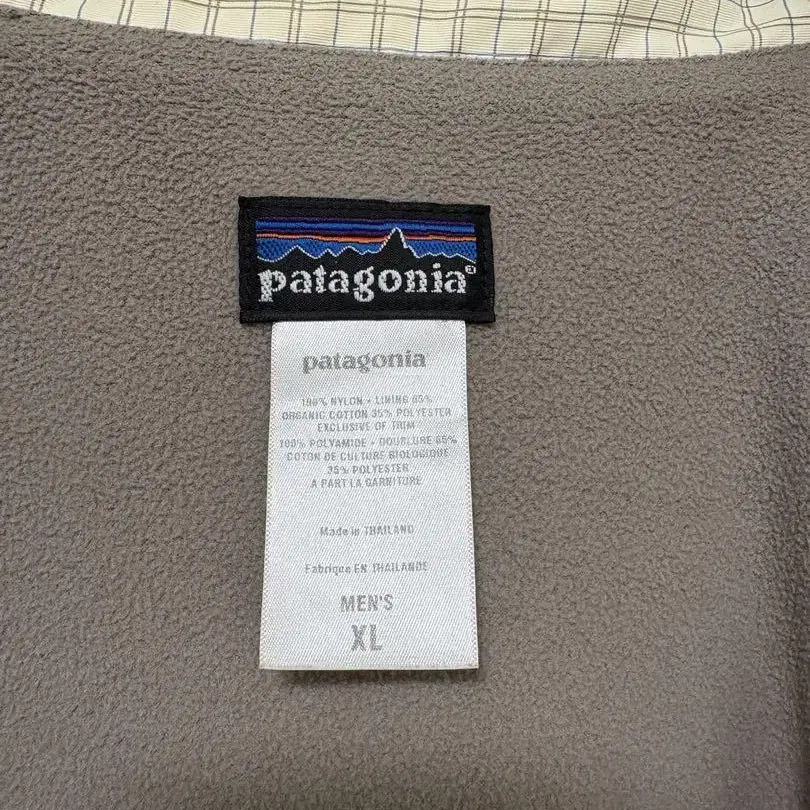 patagonia®
patagonia
100% NYLON • LINING 65%
ORGANIC COTTON 35% POLYESTER
EXCLUSIVE OF TRIM
100% POLYAMIDE • DOUBLURE 65%
COTON DE CULTURE BIOLOGIQUE
35% POLYESTER
A PART LA GARNITURE
Made in THAILAND
Fabrique EN THAILANDE
MEN'S
XL